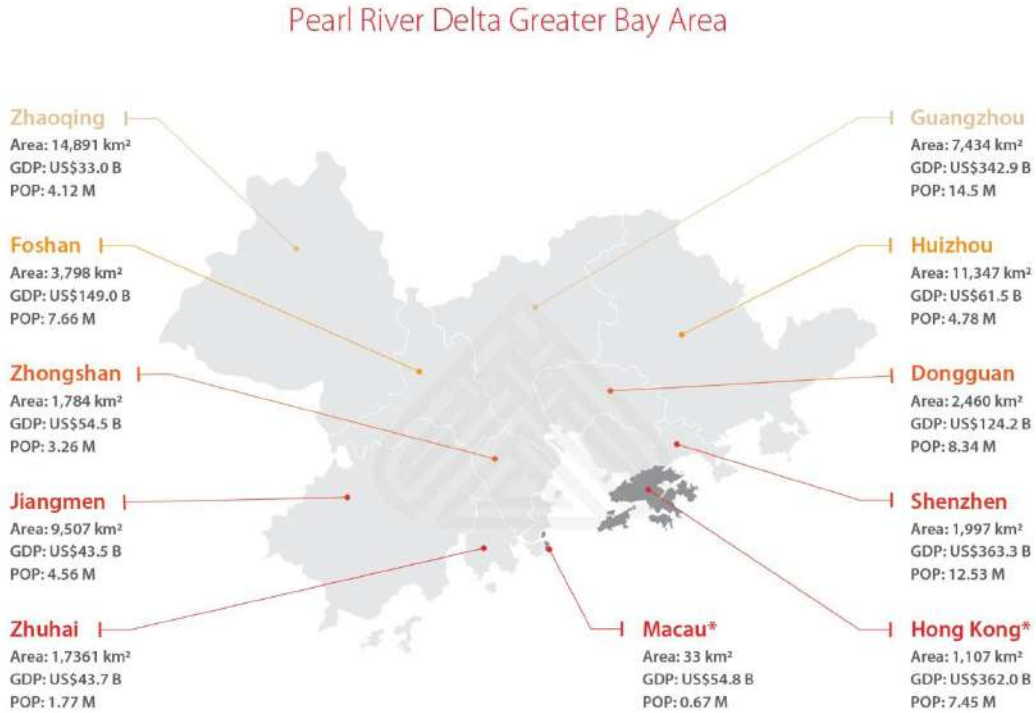 Pearl River Delta Greater Bay Area
Zhaoqing
Area: 14,891 km²
GDP: US$33.0 B
POP: 4.12 M
Guangzhou
Area: 7,434 km²
GDP: US$342.9 B
POP: 14.5 M
Foshan
Area: 3,798 km²
GDP: US$149.0 B
POP: 7.66 M
Huizhou
Area: 11,347 km²
GDP: US$61.5 B
POP: 4.78 M
Zhongshan
Area: 1,784 km²
GDP: US$54.5 B
POP: 3.26 M
Dongguan
Area: 2,460 km²
GDP: US$124.2 B
POP: 8.34 M
Jiangmen
Area: 9,507 km²
GDP: US$43.5 B
POP: 4.56 M
Shenzhen
Area: 1,997 km²
GDP: US$363.3 B
POP: 12.53 M
Zhuhai
Area: 1,7361 km²
GDP: US$43.7 B
POP: 1.77 M
Macau*
Area: 33 km²
GDP: US$54.8 B
POP: 0.67 M
Hong Kong*
Area: 1,107 km²
GDP: US$362.0 B
POP: 7.45 M